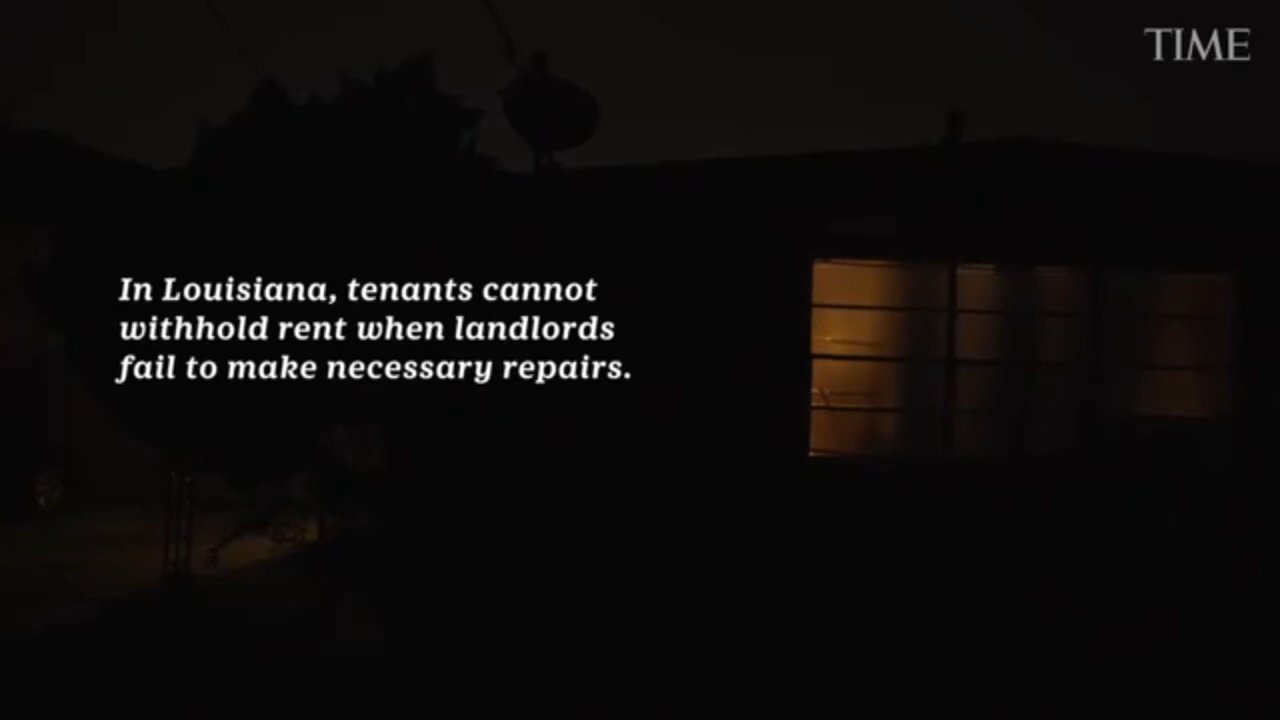 TIME
In Louisiana, tenants cannot
withhold rent when landlords
fail to make necessary repairs.